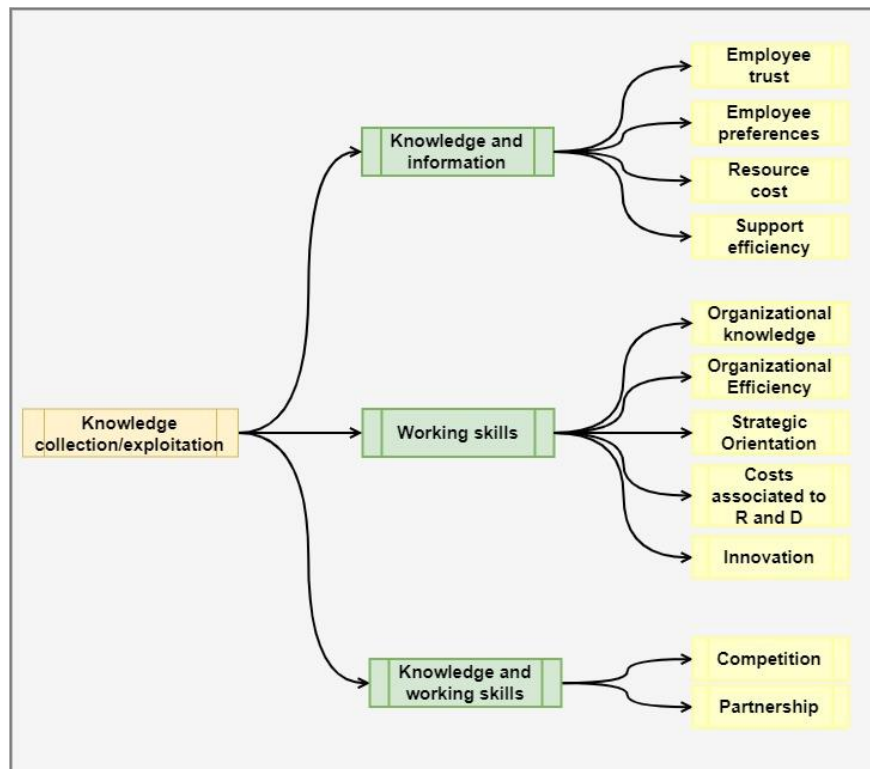 Employee
trust
Employee
preferences
Knowledge and
information
Resource
cost
Support
efficiency
Organizational
knowledge
Organizational
Efficiency
Knowledge
collection/exploitation
Working skills
Strategic
Orientation
Costs
associated to
R and D
Innovation
Knowledge and
working skills
Competition
Partnership